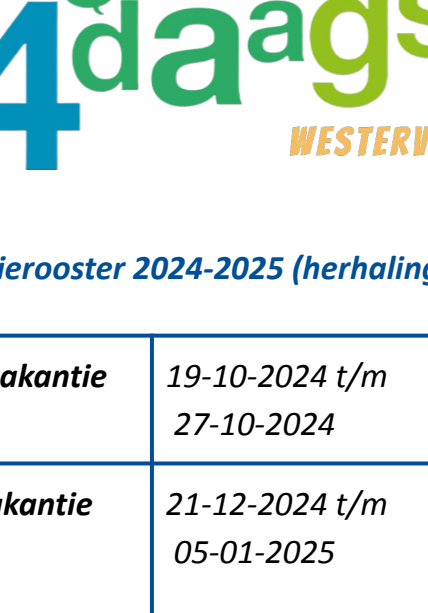 4daags
WESTERV
ierooster 2024-2025 (herhaling
akantie 19-10-2024 t/m
27-10-2024
akantie 21-12-2024 t/m
05-01-2025